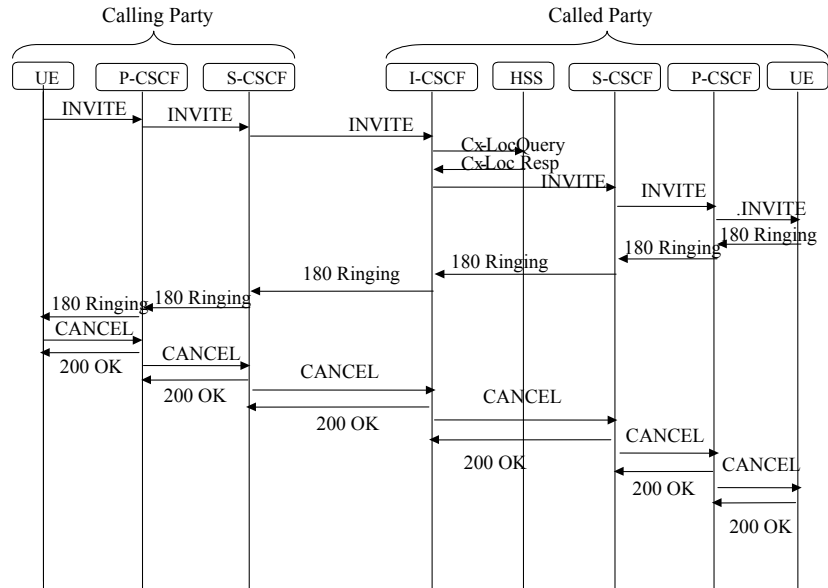 Calling Party
Called Party
UE
P-CSCF
S-CSCF
I-CSCF
HSS
S-CSCF
P-CSCF
UE
INVITE
INVITE
INVITE
Cx-LocQuery
Cx-Loc Resp
INVITE
INVITE
.INVITE
180 Ringing
180 Ringing
180 Ringing
180 Ringing
180 Ringing
180 Ringing
CANCEL
200 OK
CANCEL
200 OK
CANCEL
200 OK
CANCEL
200 OK
CANCEL
200 OK
CANCEL
200 OK